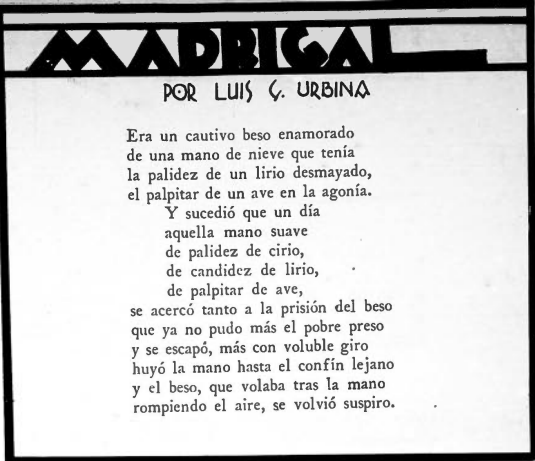 MADRIGAL
POR LUIS G. URBINA
Era un cautivo beso enamorado
de una mano de nieve que tenía
la palidez de un lirio desmayado,
el palpitar de un ave en la agonía.
Y sucedió que un día
aquella mano suave
de palidez de cirio,
de candidez de lirio,
de palpitar de ave,
se acercó tanto a la prisión del beso
que ya no pudo más el pobre preso
y se escapó, más con voluble giro
huyó la mano hasta el confín lejano
y el beso, que volaba tras la mano
rompiendo el aire, se volvió suspiro.